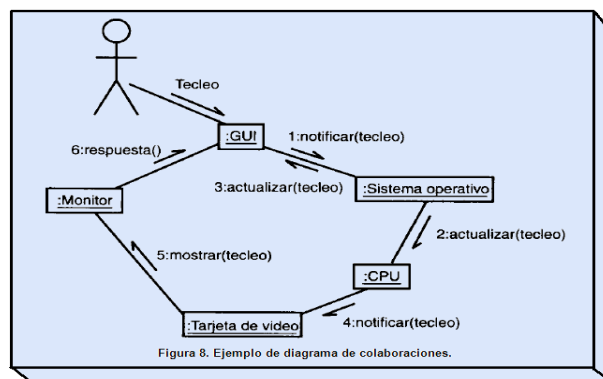 Tecleo
:GUI
1:notificar(tecleo)
6:respuesta()
3:actualizar(tecleo)
:Sistema operativo
:Monitor
2:actualizar(tecleo)
5:mostrar(tecleo)
:CPU
:Tarjeta de video
4:notificar(tecleo)
Figura 8. Ejemplo de diagrama de colaboraciones.